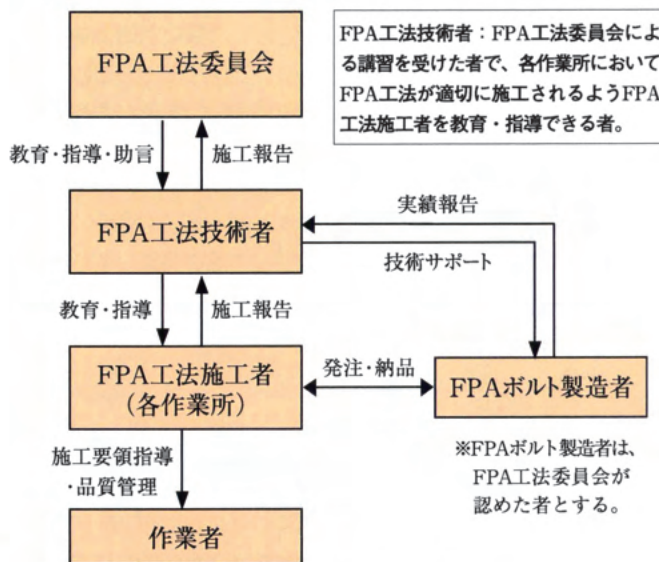 FPA工法委員会
FPA工法技術者：FPA工法委員会によ
る講習を受けた者で、各作業所において
FPA工法が適切に施工されるようFPA
工法施工者を教育・指導できる者。
教育・指導・助言
施工報告
FPA工法技術者
実績報告
技術サポート
教育・指導
施工報告
FPA工法施工者
（各作業所）
発注・納品
FPAボルト製造者
施工要領指導
・品質管理
※FPAボルト製造者は、
FPA工法委員会が
認めた者とする。
作業者